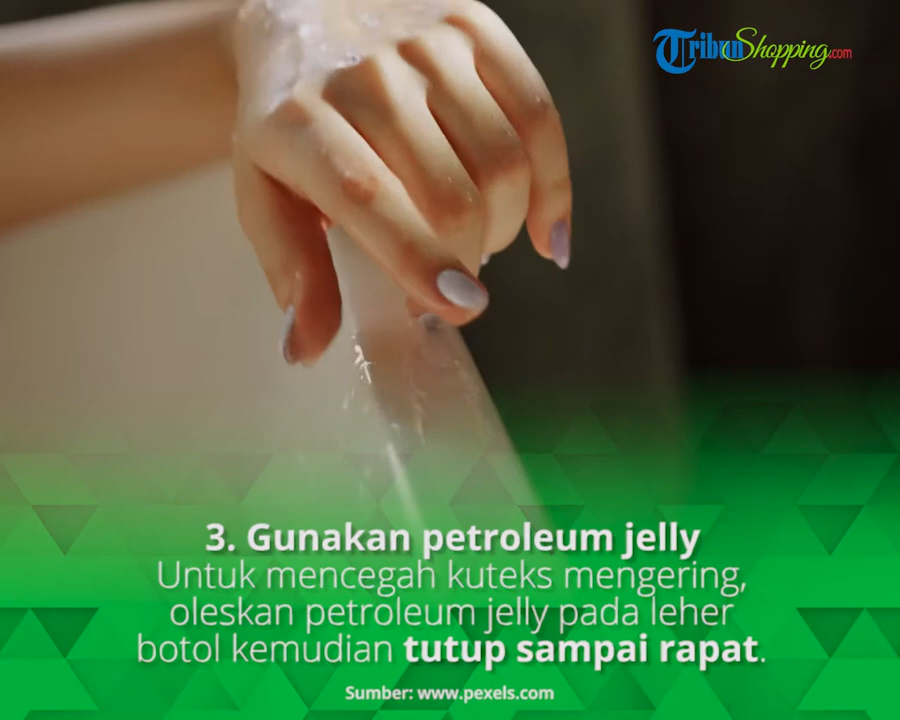 TribunShopping.com
3. Gunakan petroleum jelly
Untuk mencegah kuteks mengering,
oleskan petroleum jelly pada leher
botol kemudian tutup sampai rapat.
Sumber: www.pexels.com